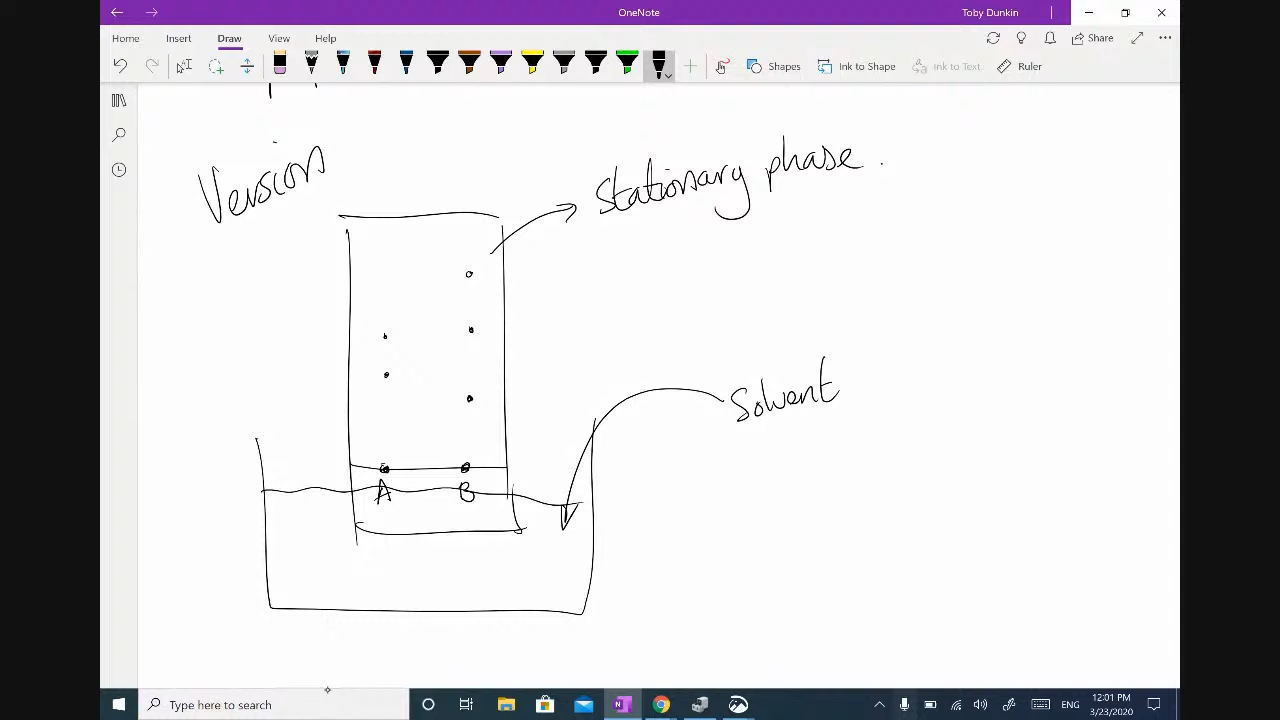 OneNote
Toby Dunkin
Home Insert Draw View Help
Share
Shapes Ink to Shape Ink to Text Ruler
Version
Stationary phase.
Solvent
A B
Type here to search
ENG
12:01 PM
3/23/2020